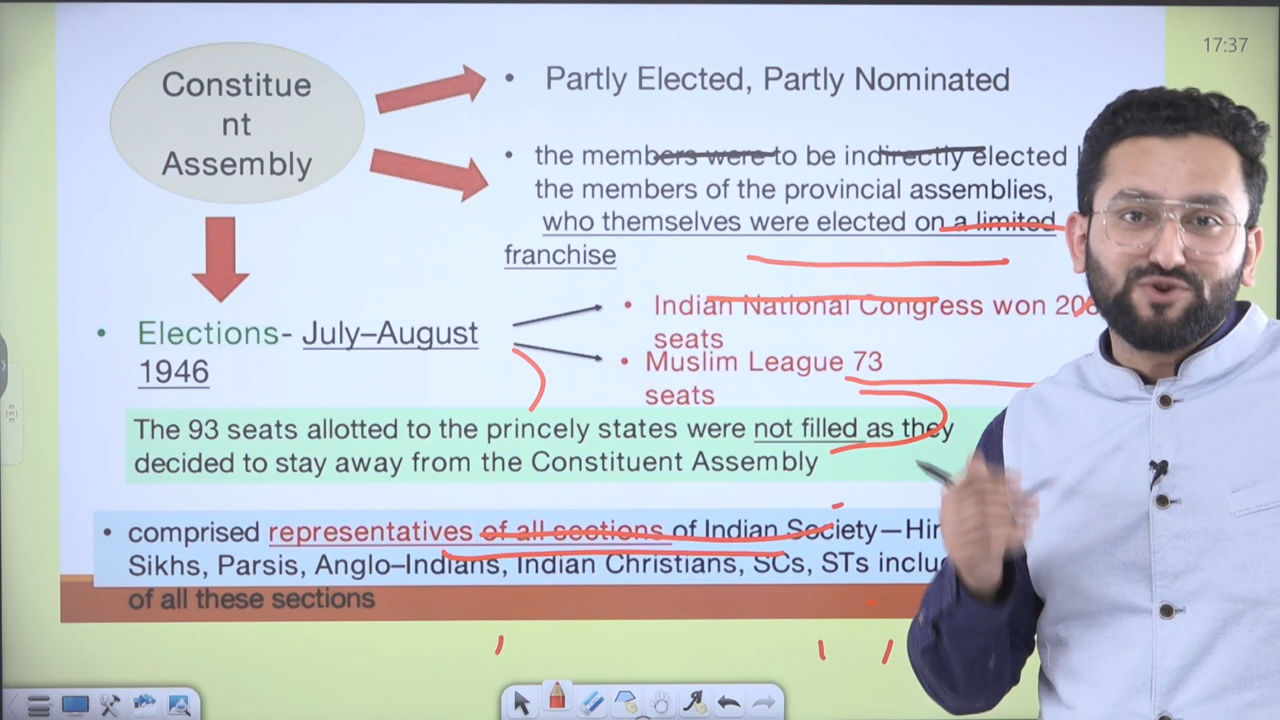 17:37
Constitue
nt
Assembly
• Partly Elected, Partly Nominated
• the members were to be indirectly elected
the members of the provincial assemblies,
who themselves were elected on a limited
franchise
• Elections- July–August
1946
• Indian National Congress won 208
seats
• Muslim League 73
seats
The 93 seats allotted to the princely states were not filled as they
decided to stay away from the Constituent Assembly
• comprised representatives of all sections of Indian Society—
Sikhs, Parsis, Anglo–Indians, Indian Christians, SCs, STs
of all these sections